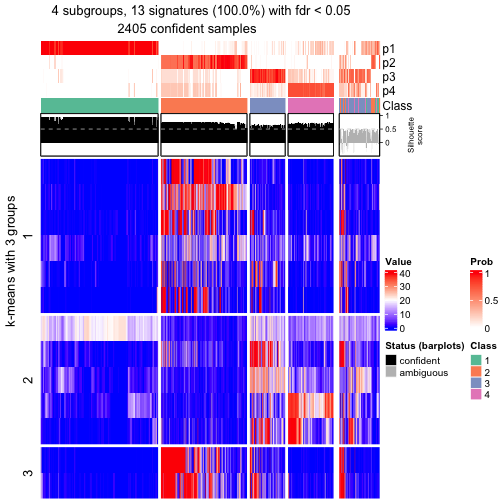 4 subgroups, 13 signatures (100.0%) with fdr < 0.05
2405 confident samples
p1
p2
p3
p4
Class
1
0.5
0
Silhouette
score
k-means with 3 groups
1
2
3
Value
40
30
20
10
0
Prob
1
0.5
0
Status (barplots)
confident
ambiguous
Class
1
2
3
4